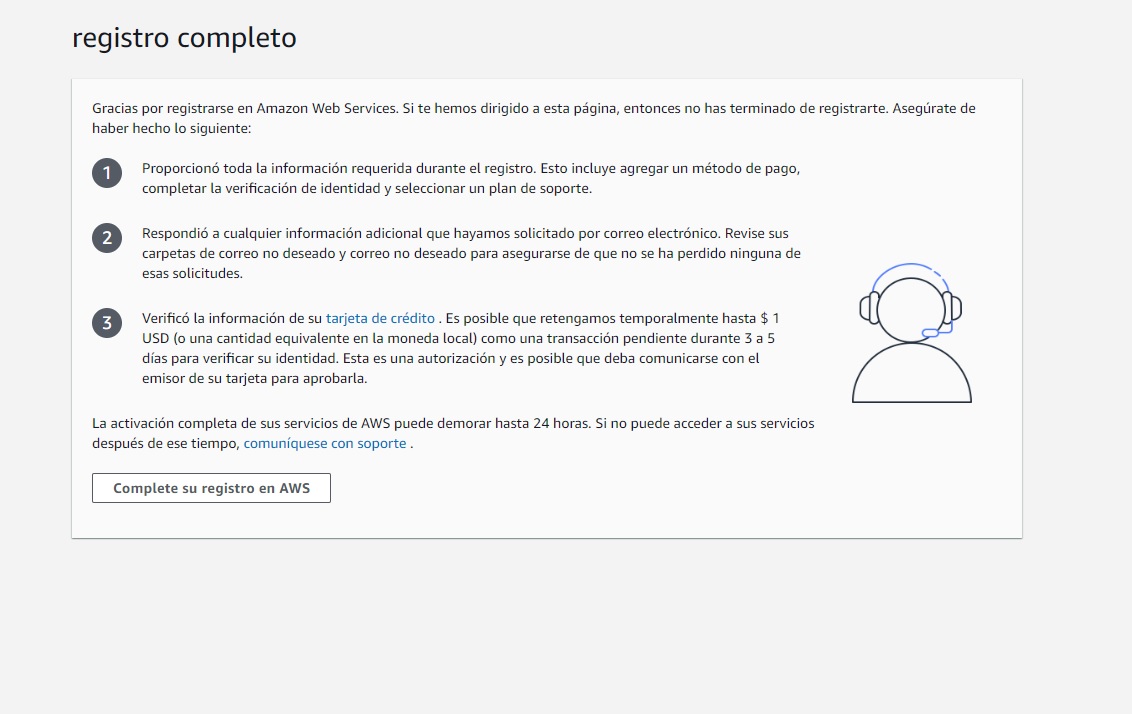 registro completo
Gracias por registrarse en Amazon Web Services. Si te hemos dirigido a esta página, entonces no has terminado de registrarte. Asegúrate de
haber hecho lo siguiente:
1
Proporcionó toda la información requerida durante el registro. Esto incluye agregar un método de pago,
completar la verificación de identidad y seleccionar un plan de soporte.
2
Respondió a cualquier información adicional que hayamos solicitado por correo electrónico. Revise sus
carpetas de correo no deseado y correo no deseado para asegurarse de que no se ha perdido ninguna de
esas solicitudes.
3
Verificó la información de su tarjeta de crédito . Es posible que retengamos temporalmente hasta $ 1
USD (o una cantidad equivalente en la moneda local) como una transacción pendiente durante 3 a 5
días para verificar su identidad. Esta es una autorización y es posible que deba comunicarse con el
emisor de su tarjeta para aprobarla.
La activación completa de sus servicios de AWS puede demorar hasta 24 horas. Si no puede acceder a sus servicios
después de ese tiempo, comuníquese con soporte .
Complete su registro en AWS